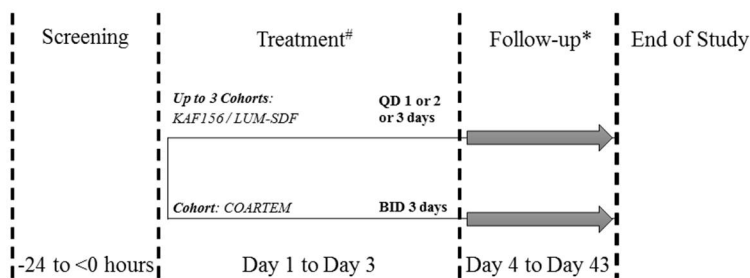 Screening
Treatment#
Follow-up*
End of Study
Up to 3 Cohorts:
KAF156 / LUM-SDF
QD 1 or 2
or 3 days
Cohort: COARTEM
BID 3 days
-24 to <0 hours
Day 1 to Day 3
Day 4 to Day 43